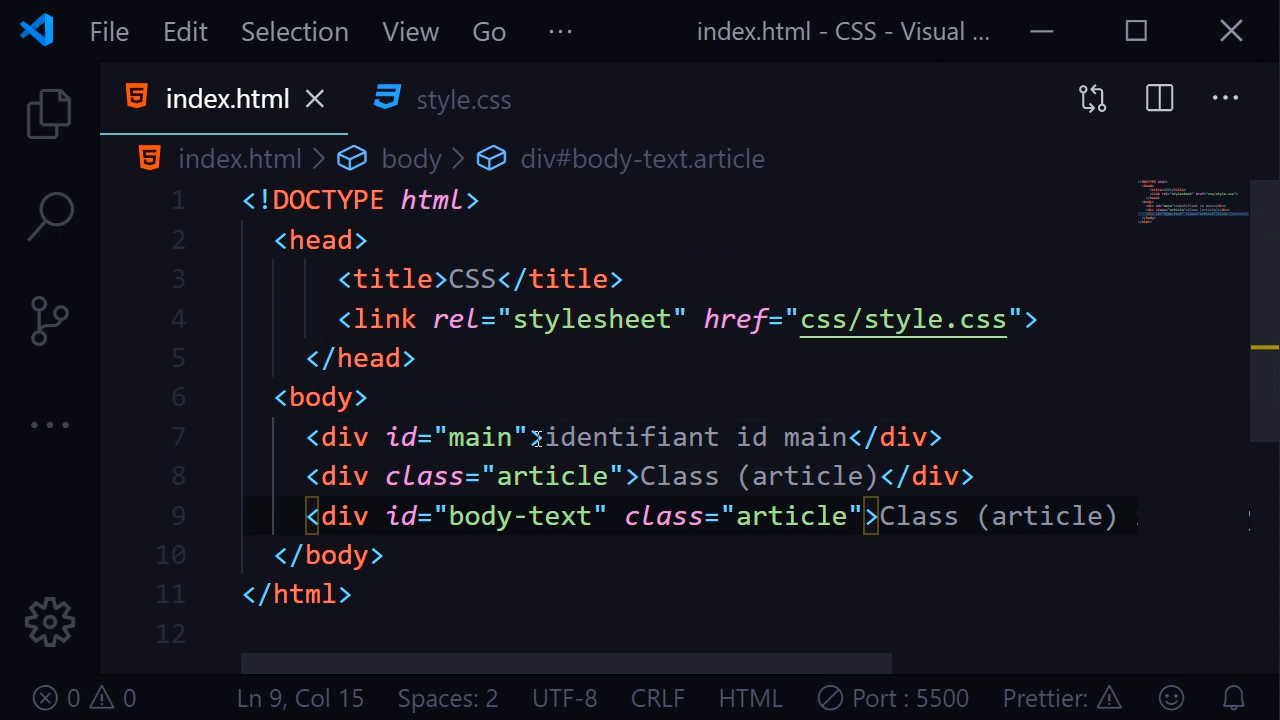 File Edit Selection View Go ··· index.html - CSS - Visual ...
index.html style.css
index.html > body > div#body-text.article
1 <!DOCTYPE html>
2 <head>
3 <title>CSS</title>
4 <link rel="stylesheet" href="css/style.css">
5 </head>
6 <body>
7 <div id="main">identifiant id main</div>
8 <div class="article">Class (article)</div>
9 <div id="body-text" class="article">Class (article)
10 </body>
11 </html>
12
0 0 Ln 9, Col 15 Spaces: 2 UTF-8 CRLF HTML Port : 5500 Prettier: